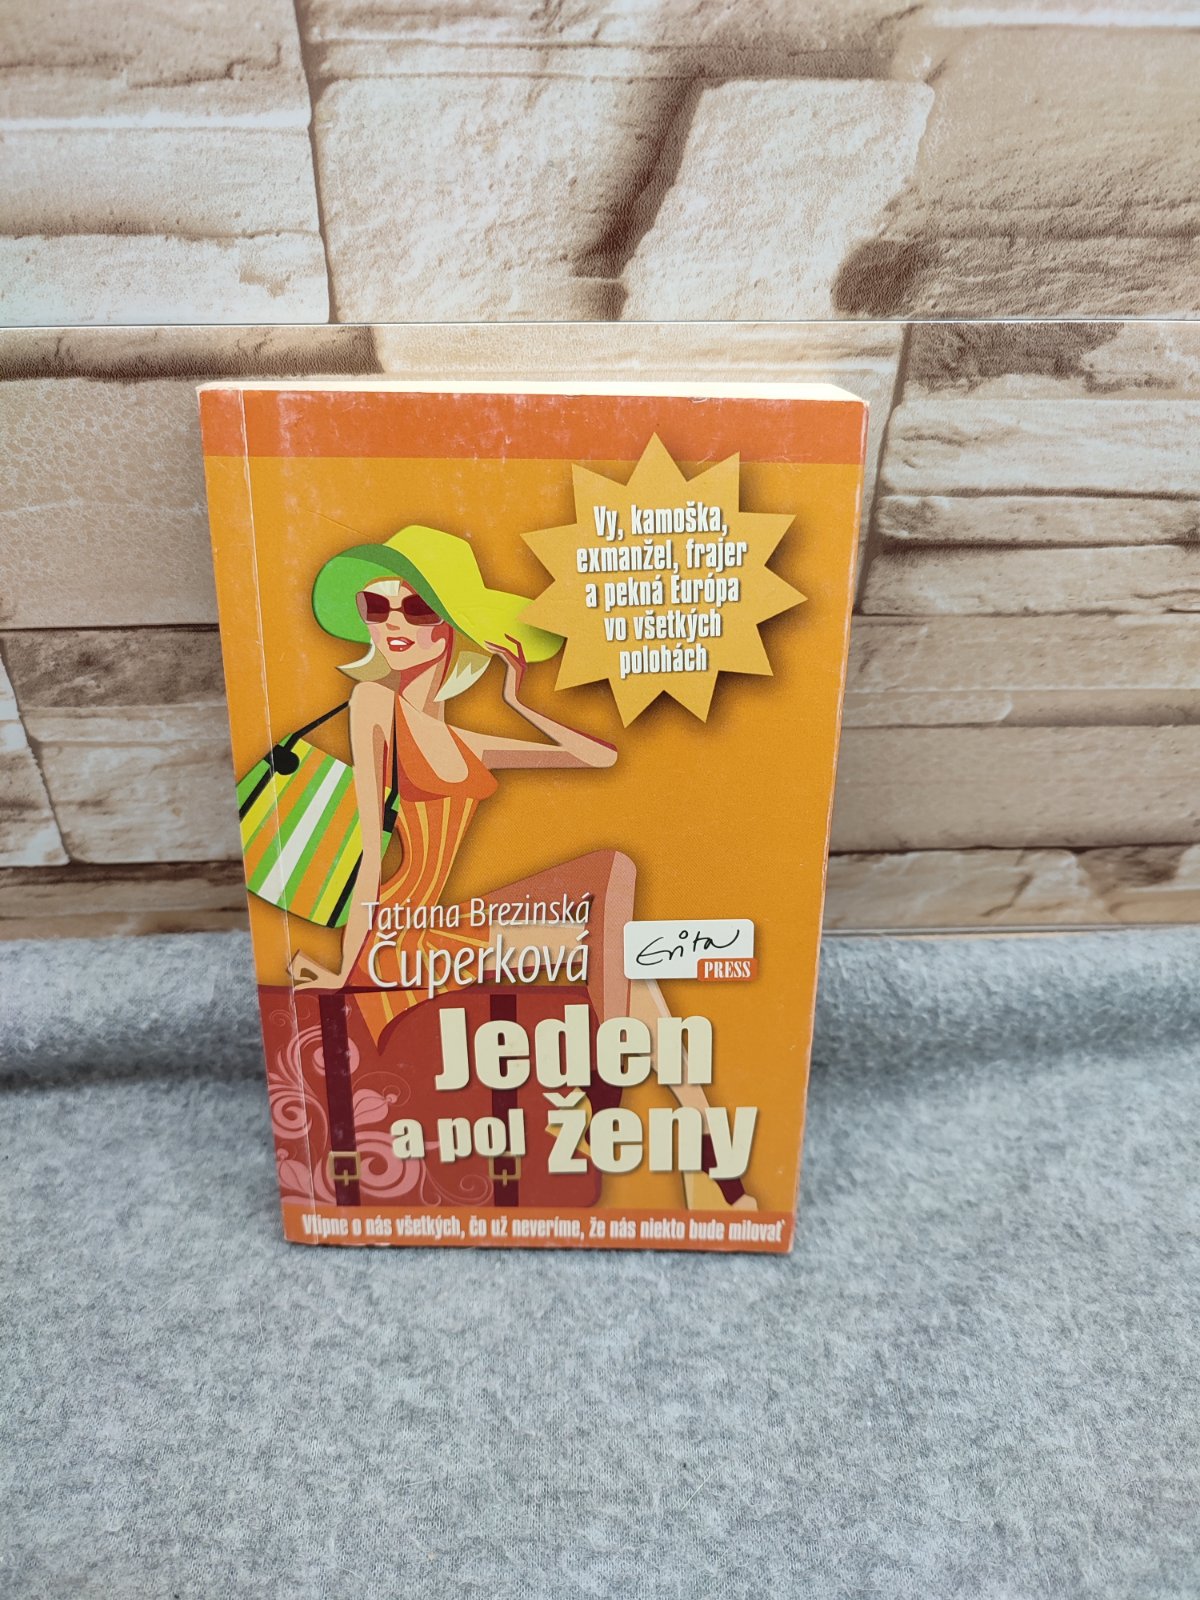 Vy, kamoška,
exmanžel, frajer
a pekná Európa
vo všetkých
polohách
Tatiana Brezinská
Čuperková
Evita
PRESS
Jeden
a pol ženy
Vtipne o nás všetkých, čo už neveríme, že nás niekto bude milovať